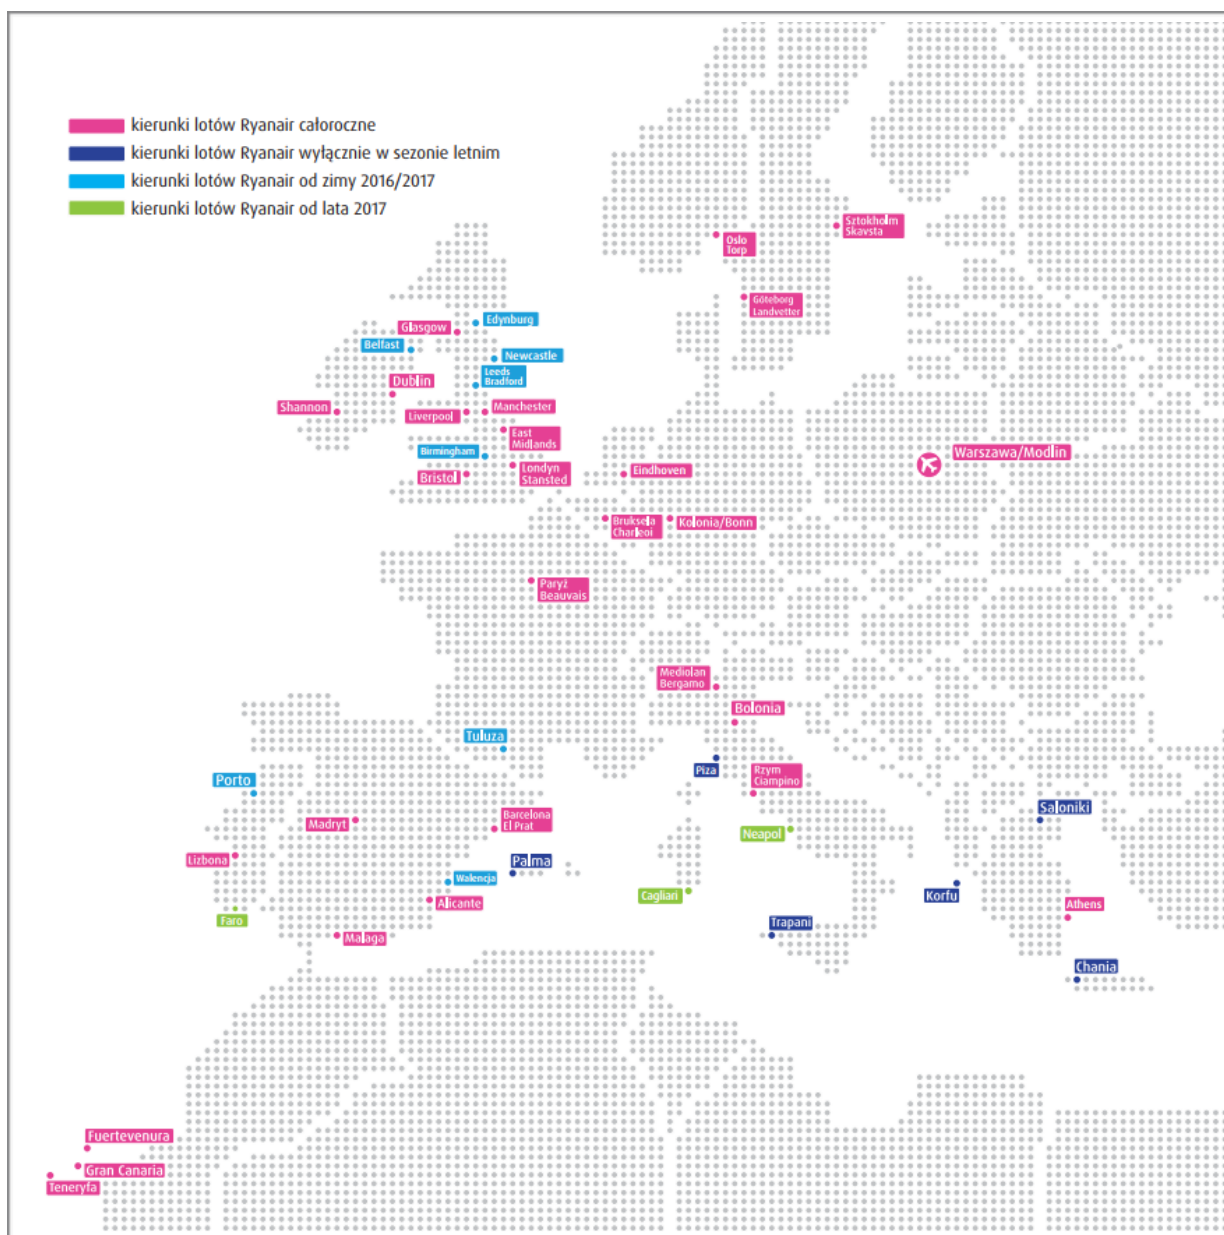 kierunki lotów Ryanair całoroczne
kierunki lotów Ryanair wyłącznie w sezonie letnim
kierunki lotów Ryanair od zimy 2016/2017
kierunki lotów Ryanair od lata 2017
Sztokholm
Skavsta
Oslo
Torp
Göteborg
Landvetter
Edynburg
Glasgow
Belfast
Newcastle
Leeds
Bradford
Dublin
Shannon
Liverpool
Manchester
East
Midlands
Birmingham
Londyn
Stansted
Bristol
Eindhoven
Warszawa/Modlin
Bruksela
Charleoi
Kolonia/Bonn
Paryż
Beauvais
Mediolan
Bergamo
Bolonia
Tuluza
Piza
Rzym
Ciampino
Porto
Madryt
Barcelona
El Prat
Neapol
Saloniki
Lizbona
Palma
Walencja
Cagliari
Korfu
Alicante
Athens
Faro
Malaga
Trapani
Chania
Fuertevenura
Gran Canaria
Teneryfa